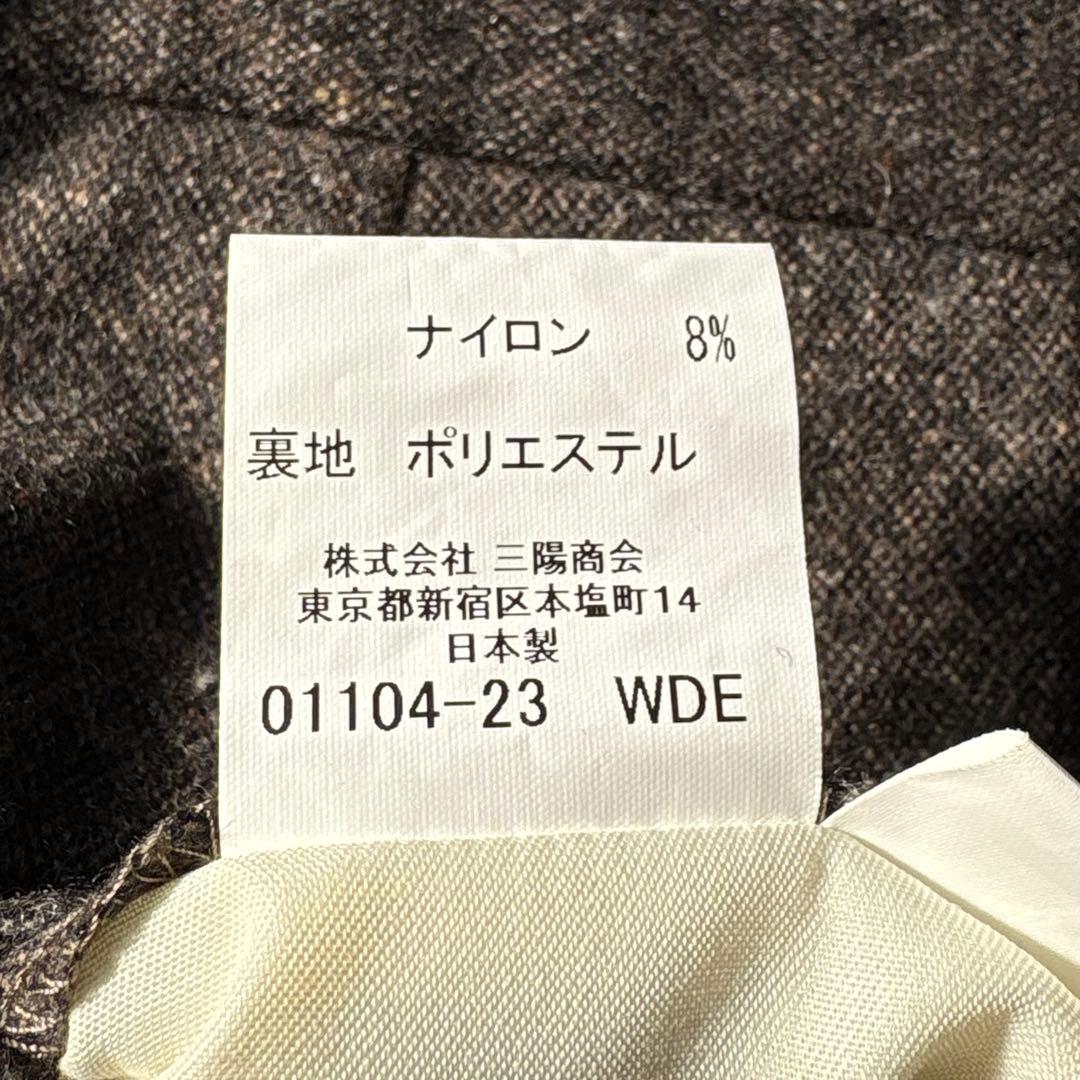 ナイロン 8%
裏地 ポリエステル
株式会社 三陽商会
東京都新宿区本塩町14
日本製
01104-23 WDE